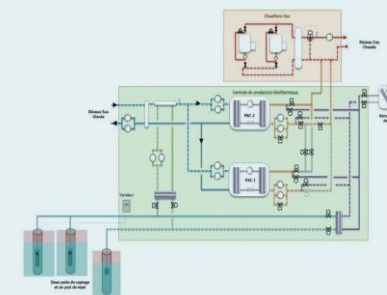 Chaufferie Gaz
Réseau Eau
Chaude
Centrale de production Géothermique
Réseau Eau
Glacée
PAC 2
PAC 1
Deux puits de captage
et un puit de rejet